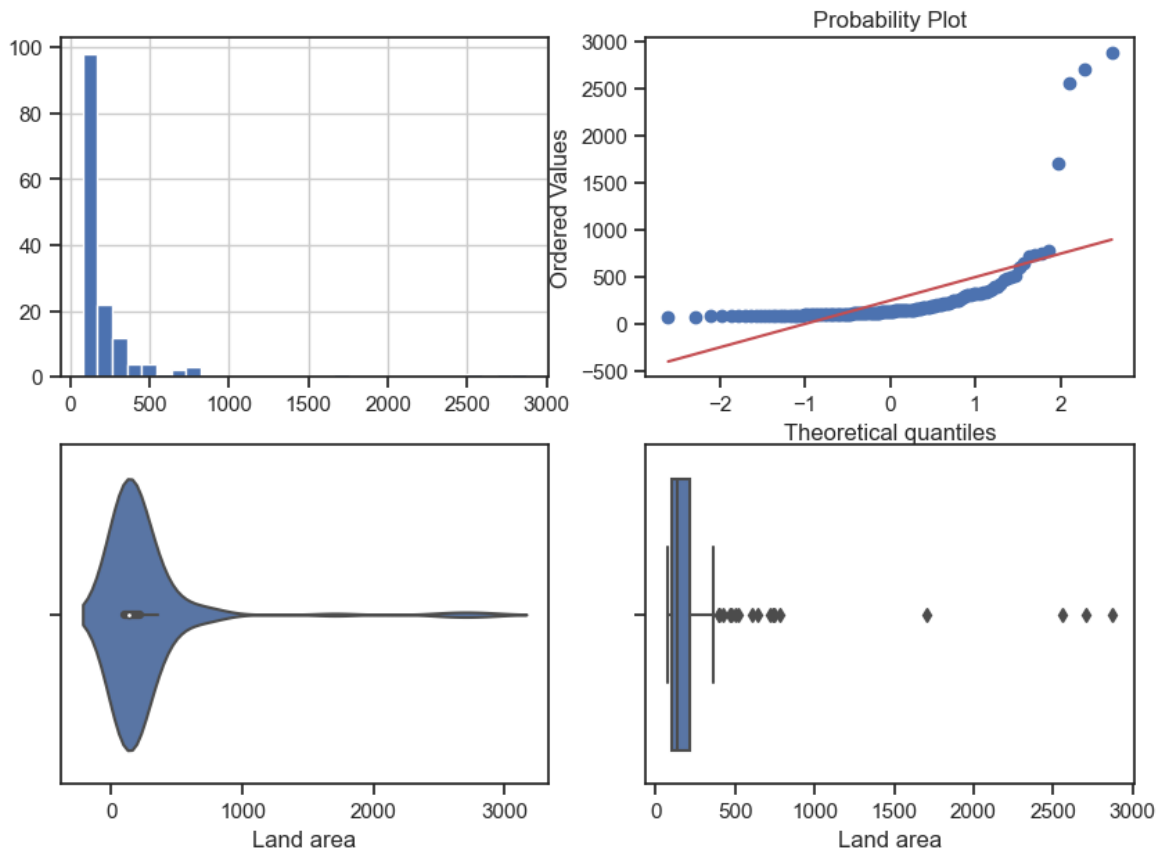 Probability Plot
100
80
60
40
20
0
0 500 1000 1500 2000 2500 3000
Ordered Values
3000
2500
2000
1500
1000
500
0
−500
−2 −1 0 1 2
Theoretical quantiles
0 1000 2000 3000
Land area
0 500 1000 1500 2000 2500 3000
Land area